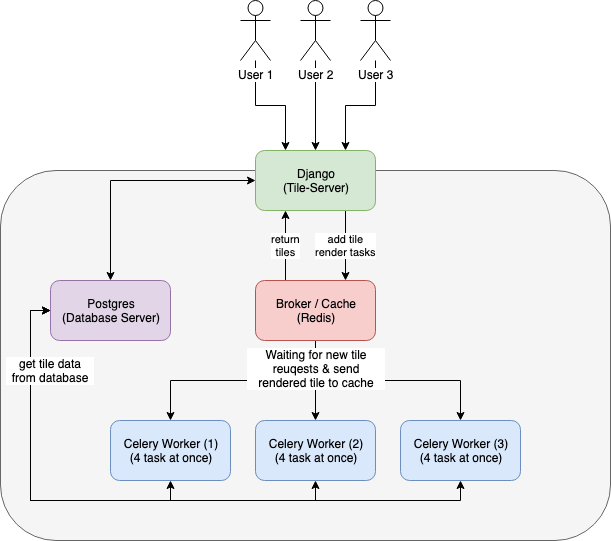 User 1
User 2
User 3
Django
(Tile-Server)
return
tiles
add tile
render tasks
Postgres
(Database Server)
Broker / Cache
(Redis)
get tile data
from database
Waiting for new tile
reuqests & send
rendered tile to cache
Celery Worker (1)
(4 task at once)
Celery Worker (2)
(4 task at once)
Celery Worker (3)
(4 task at once)